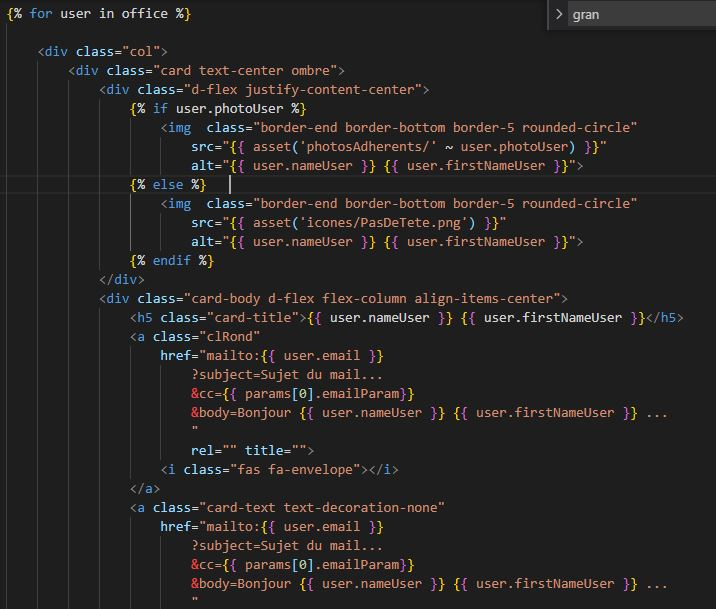 {% for user in office %}
> gran
<div class="col">
<div class="card text-center ombre">
<div class="d-flex justify-content-center">
{% if user.photoUser %}
<img  class="border-end border-bottom border-5 rounded-circle"
src="{{ asset('photosAdherents/' ~ user.photoUser) }}"
alt="{{ user.nameUser }} {{ user.firstNameUser }}">
{% else %}
<img  class="border-end border-bottom border-5 rounded-circle"
src="{{ asset('icones/PasDeTete.png') }}"
alt="{{ user.nameUser }} {{ user.firstNameUser }}">
{% endif %}
</div>
<div class="card-body d-flex flex-column align-items-center">
<h5 class="card-title">{{ user.nameUser }} {{ user.firstNameUser }}</h5>
<a class="clRond"
href="mailto:{{ user.email }}
?subject=Sujet du mail...
&cc={{ params[0].emailParam}}
&body=Bonjour {{ user.nameUser }} {{ user.firstNameUser }} ...
"
rel="" title="">
<i class="fas fa-envelope"></i>
</a>
<a class="card-text text-decoration-none"
href="mailto:{{ user.email }}
?subject=Sujet du mail...
&cc={{ params[0].emailParam}}
&body=Bonjour {{ user.nameUser }} {{ user.firstNameUser }} ...
"